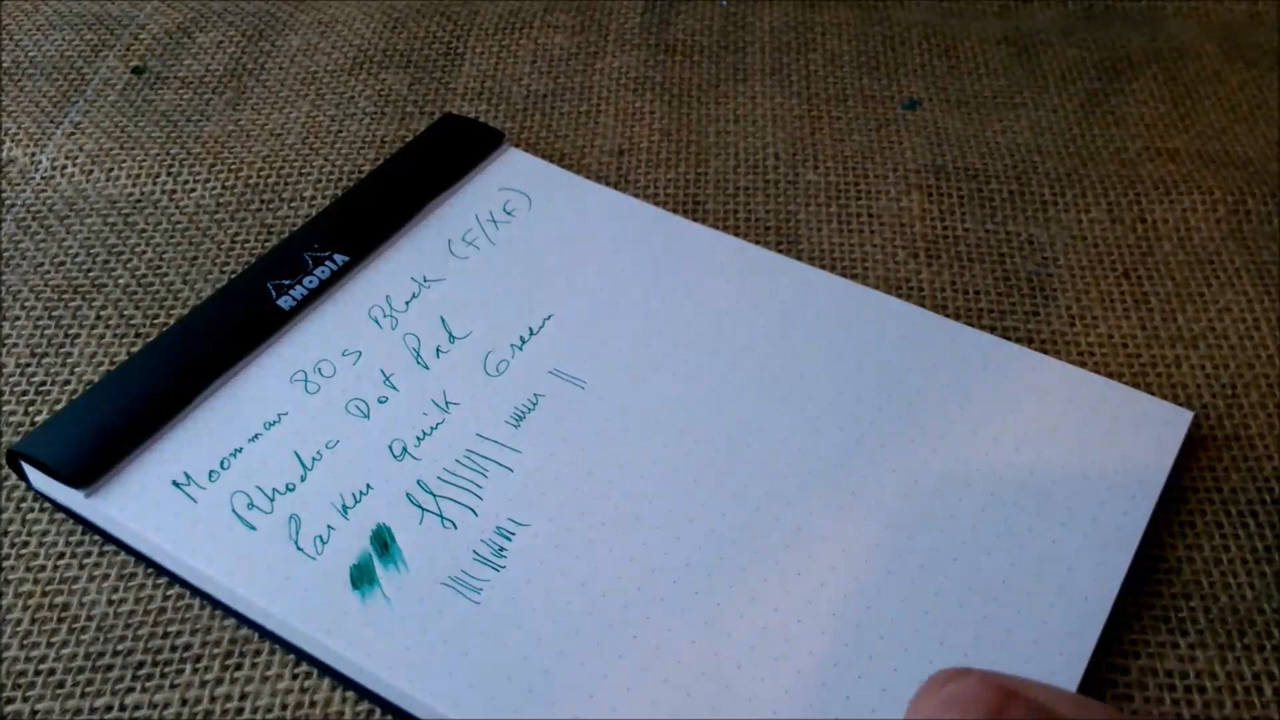 RHODIA
Moonman 80s Black (F/XF)
Rhodia Dot Pad
Parker Quink Green